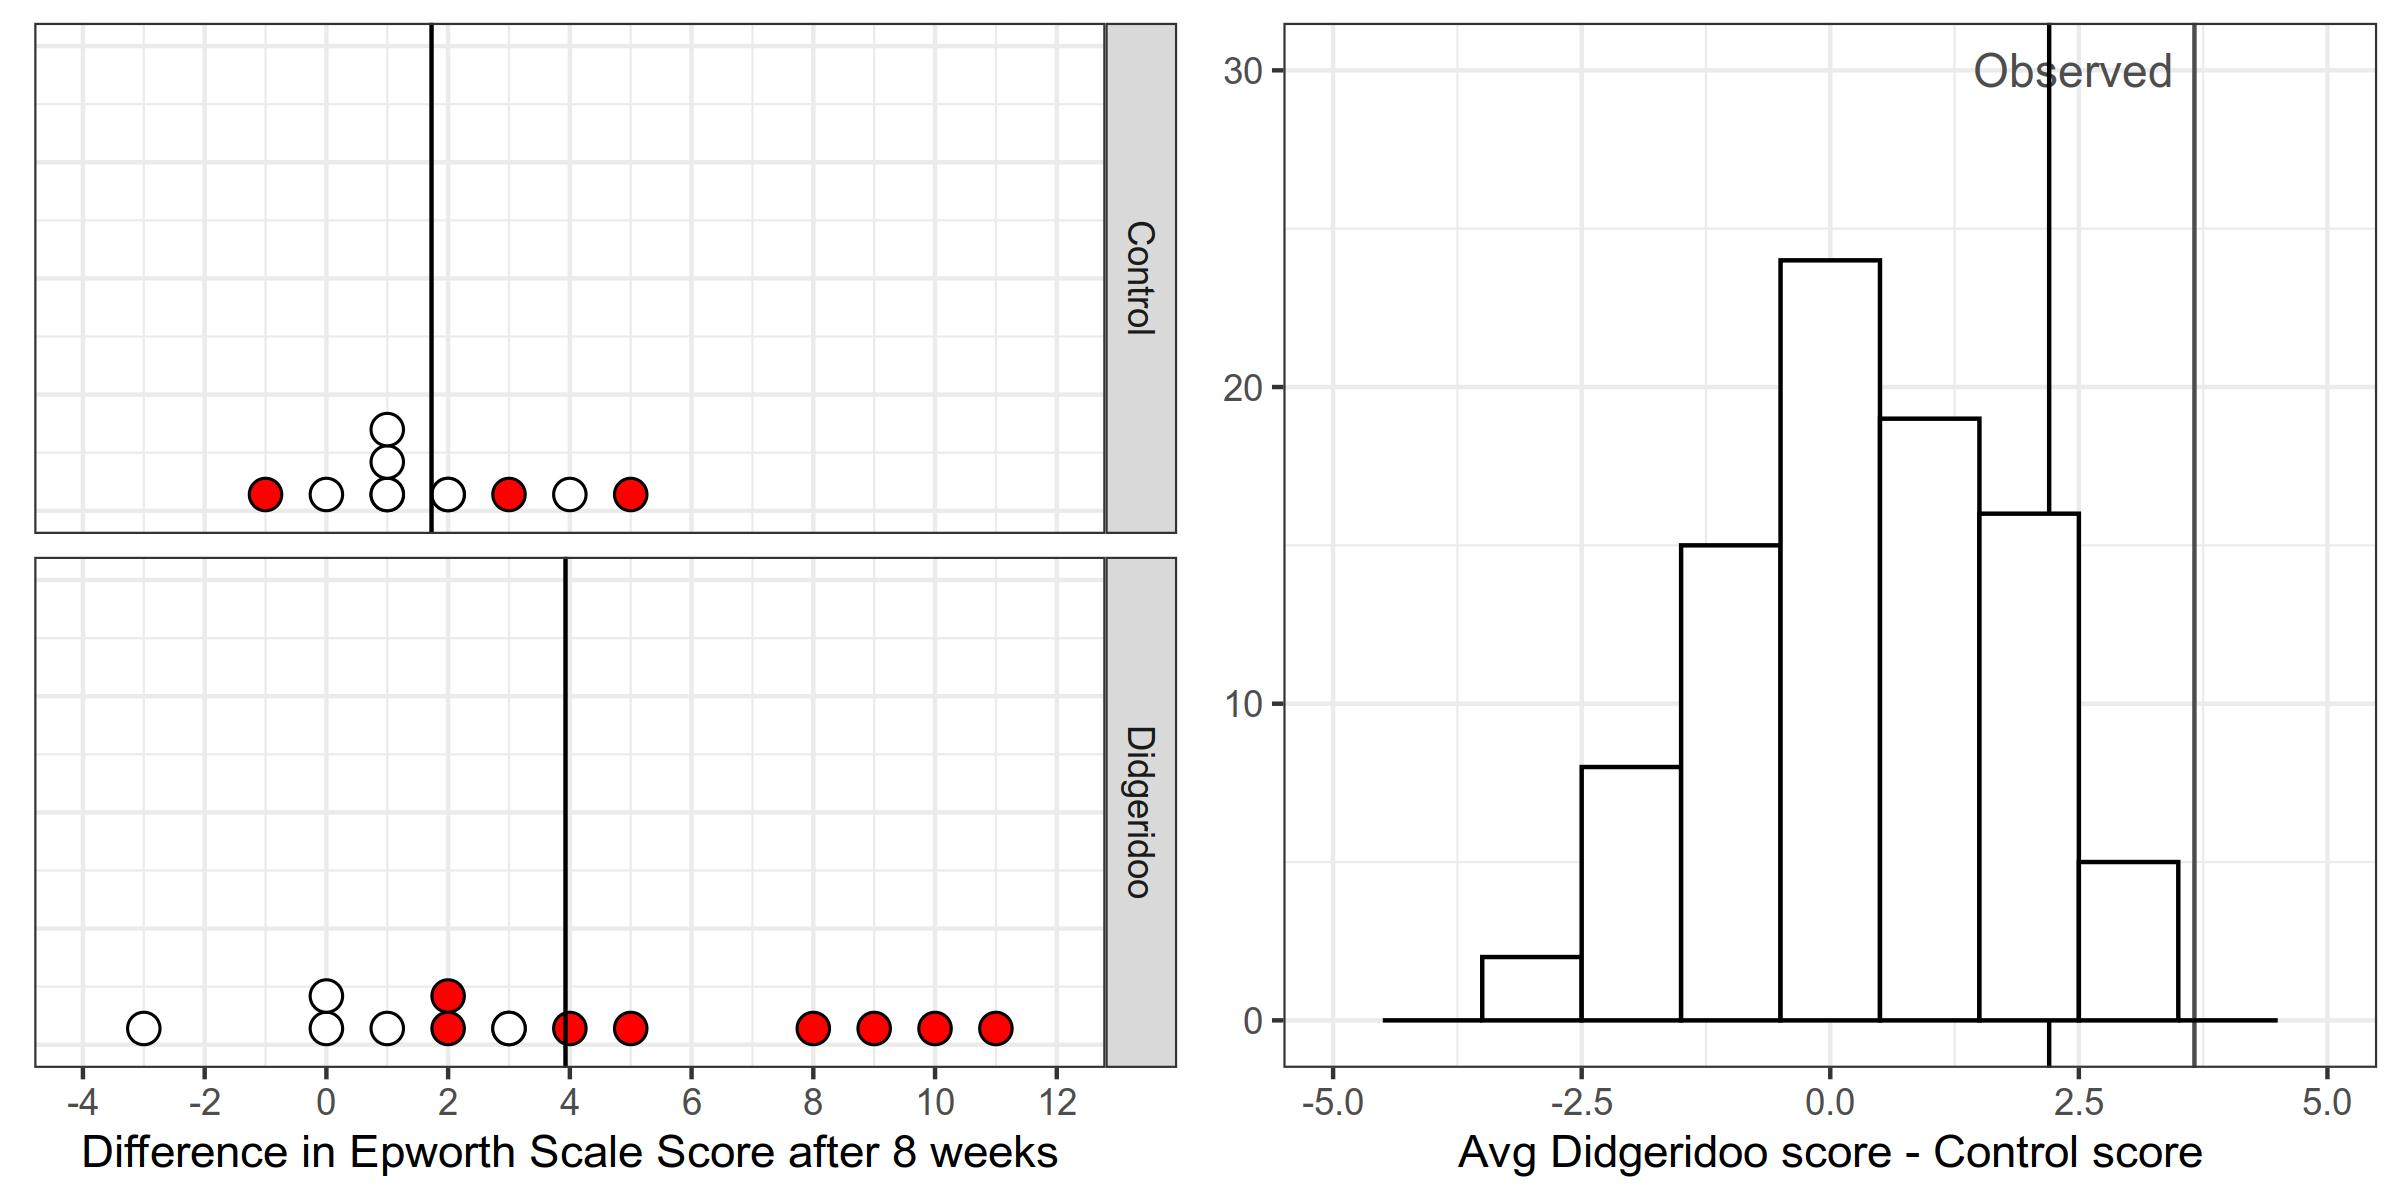 Control
Didgeridoo
-4 -2 0 2 4 6 8 10 12
Difference in Epworth Scale Score after 8 weeks
Observed
30
20
10
0
-5.0 -2.5 0.0 2.5 5.0
Avg Didgeridoo score - Control score